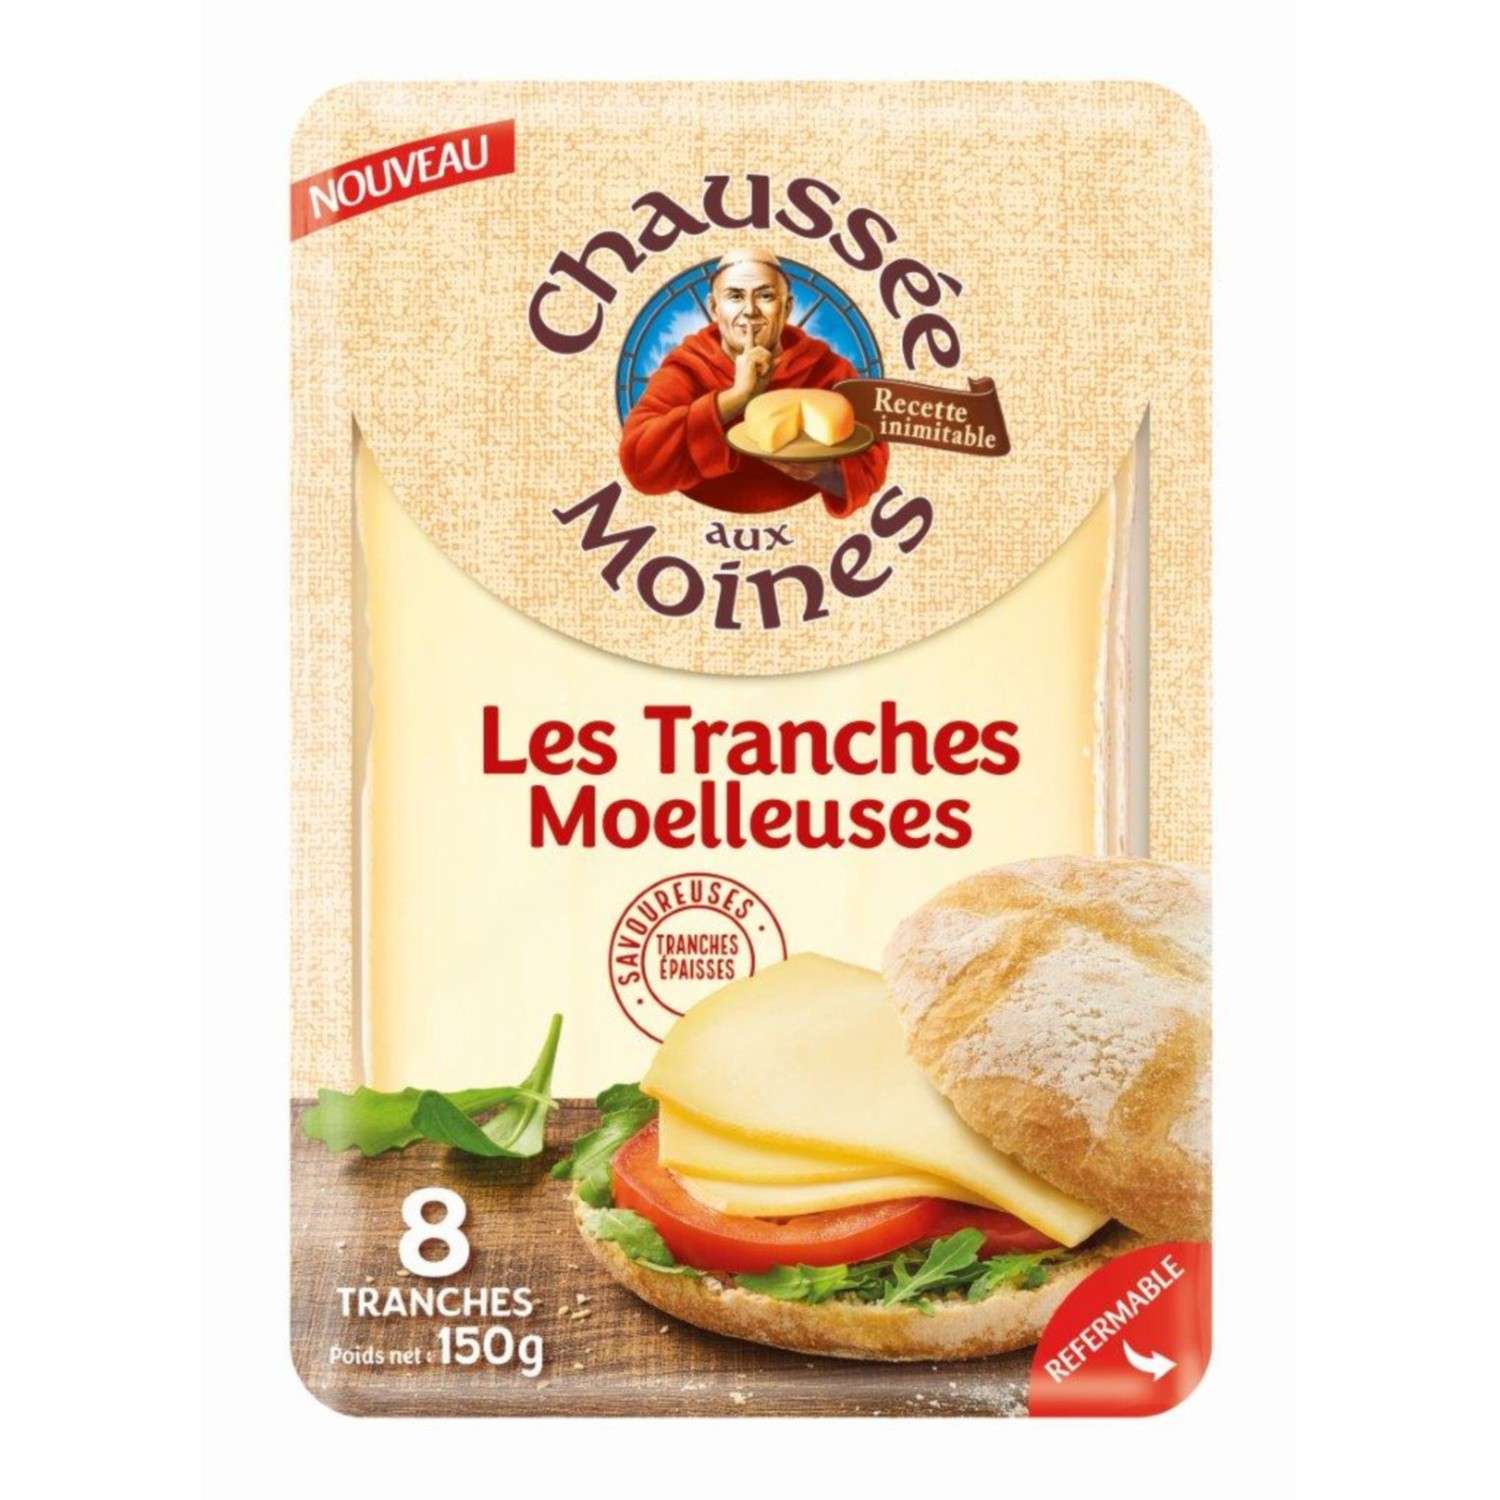 NOUVEAU
Chaussée
aux
Moines
Recette
inimitable
Les Tranches
Moelleuses
SAVOUREUSES
TRANCHES
ÉPAISSES
8
TRANCHES
Poids net : 150g
REFERMABLE